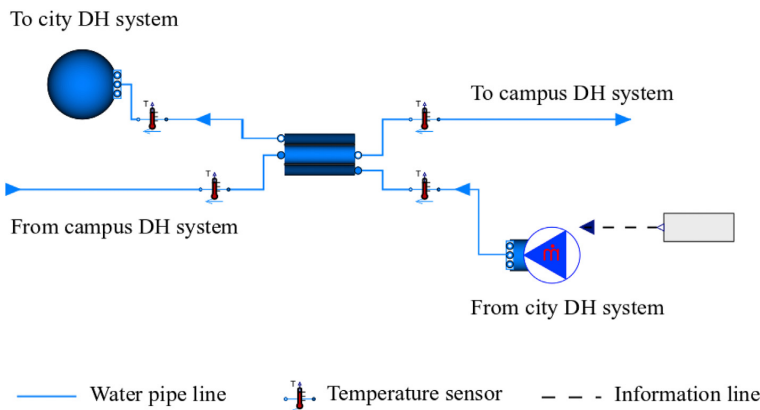 To city DH system
T
To campus DH system
T
T
T
From campus DH system
ṁ
From city DH system
T
Water pipe line
Temperature sensor
Information line